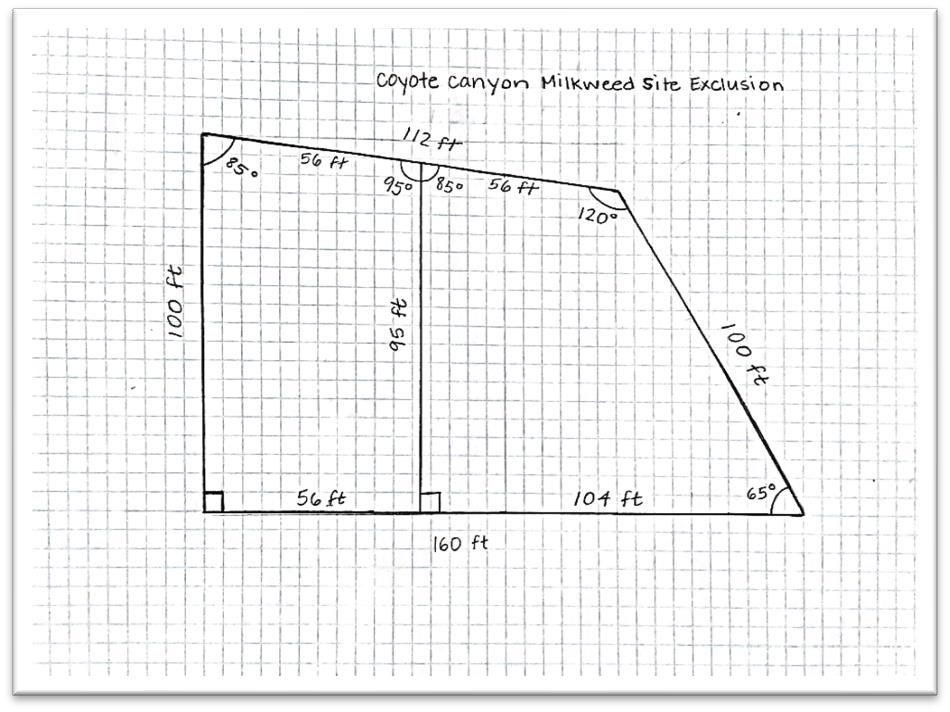 Coyote Canyon Milkweed Site Exclusion
112 ft
85°
56 ft
95°
85°
56 ft
120°
100 ft
95 ft
100 ft
56 ft
104 ft
65°
160 ft